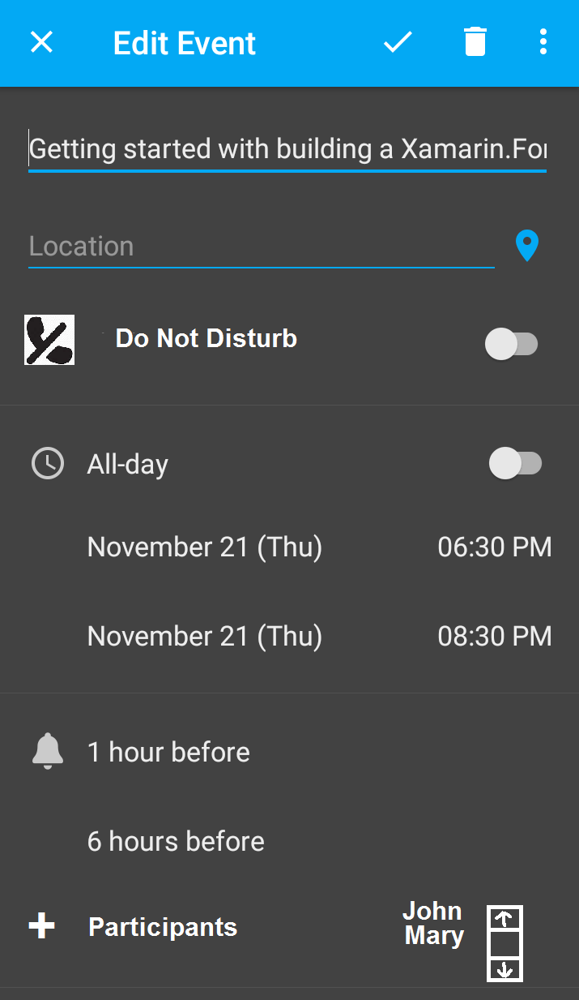 Edit Event
Getting started with building a Xamarin.For
Location
Do Not Disturb
All-day
November 21 (Thu) 06:30 PM
November 21 (Thu) 08:30 PM
1 hour before
6 hours before
Participants John
Mary